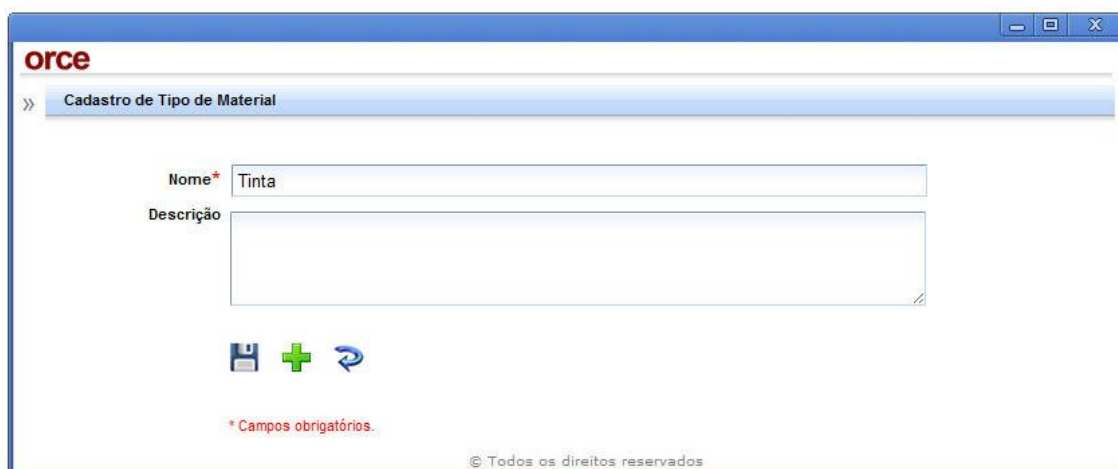 orce
» Cadastro de Tipo de Material
Nome* Tinta
Descrição
* Campos obrigatórios.
© Todos os direitos reservados